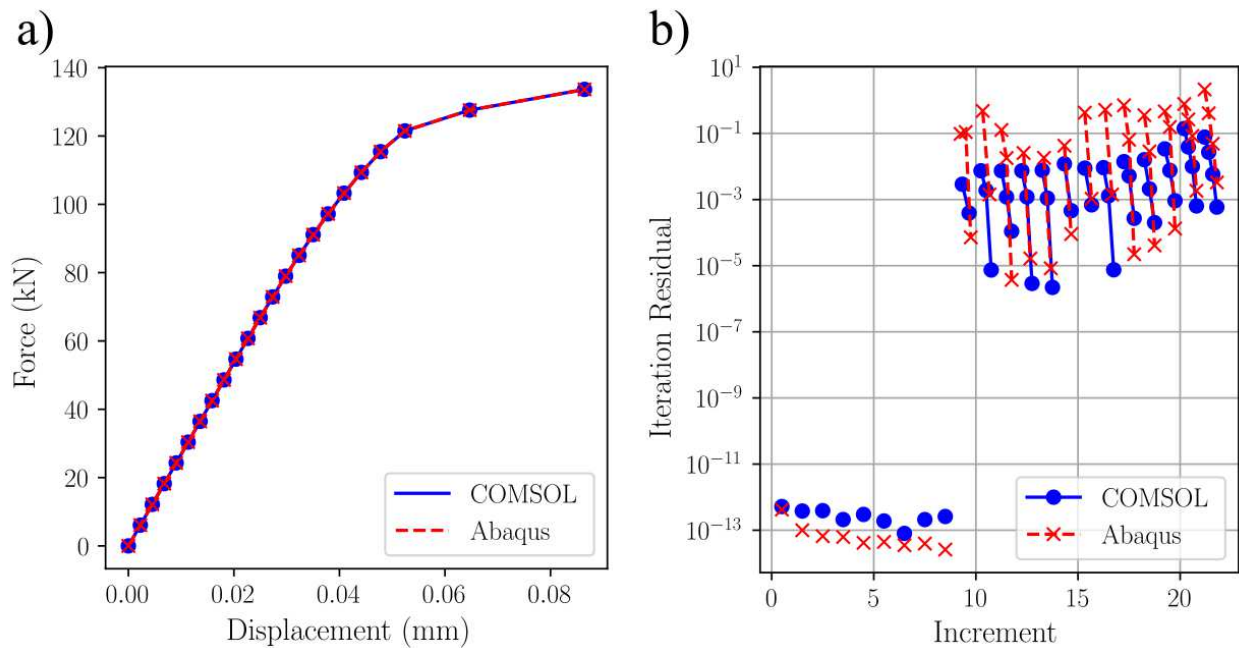 a)
140
120
100
80
60
40
20
0
Force (kN)
0.00
0.02
0.04
0.06
0.08
Displacement (mm)
COMSOL
Abaqus
b)
10^1
10^-1
10^-3
10^-5
10^-7
10^-9
10^-11
10^-13
Iteration Residual
0
5
10
15
20
Increment
COMSOL
Abaqus